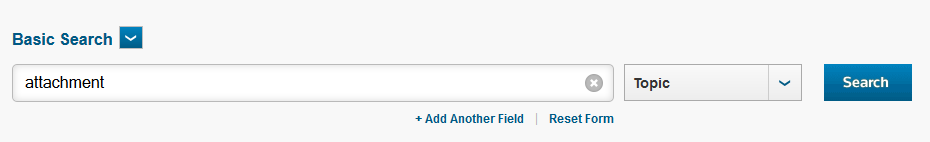 Basic Search
attachment Topic Search
+ Add Another Field | Reset Form